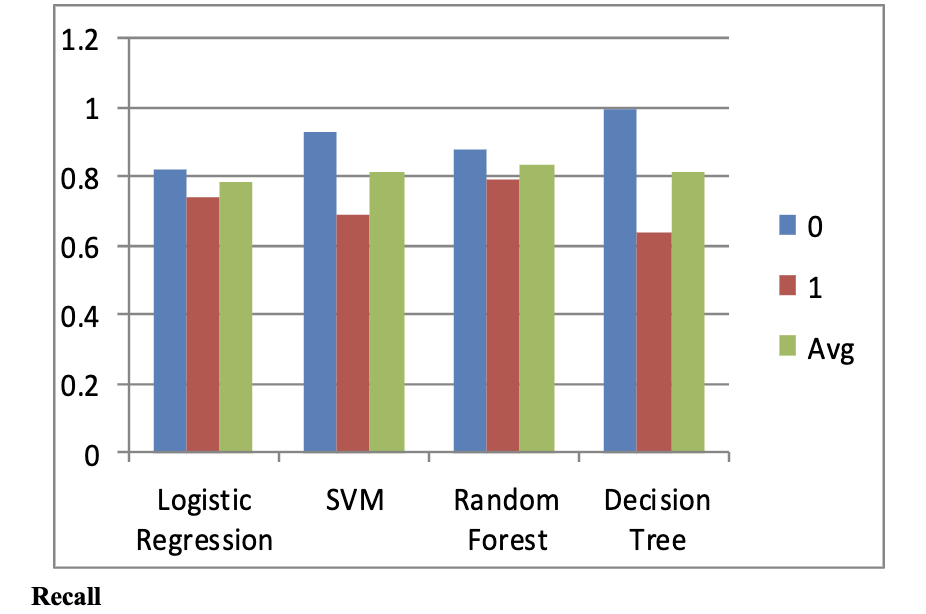 1.2
1
0.8
0.6
0.4
0.2
0
Logistic Regression
SVM
Random Forest
Decision Tree
0
1
Avg
Recall